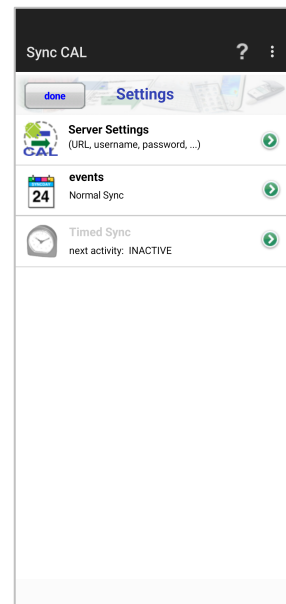 Sync CAL ?
done Settings
Server Settings
(URL, username, password, ...)
CAL
events
24 Normal Sync
Timed Sync
next activity: INACTIVE